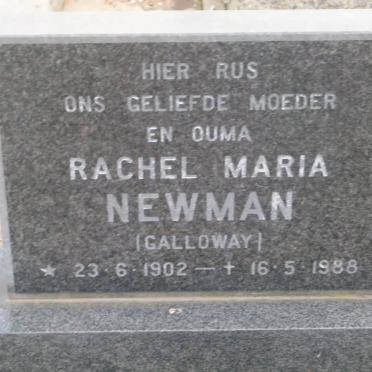 HIER RUS
ONS GELIEFDE MOEDER
EN OUMA
RACHEL MARIA
NEWMAN
(GALLOWAY)
★ 23·6·1902 — † 16·5·1988